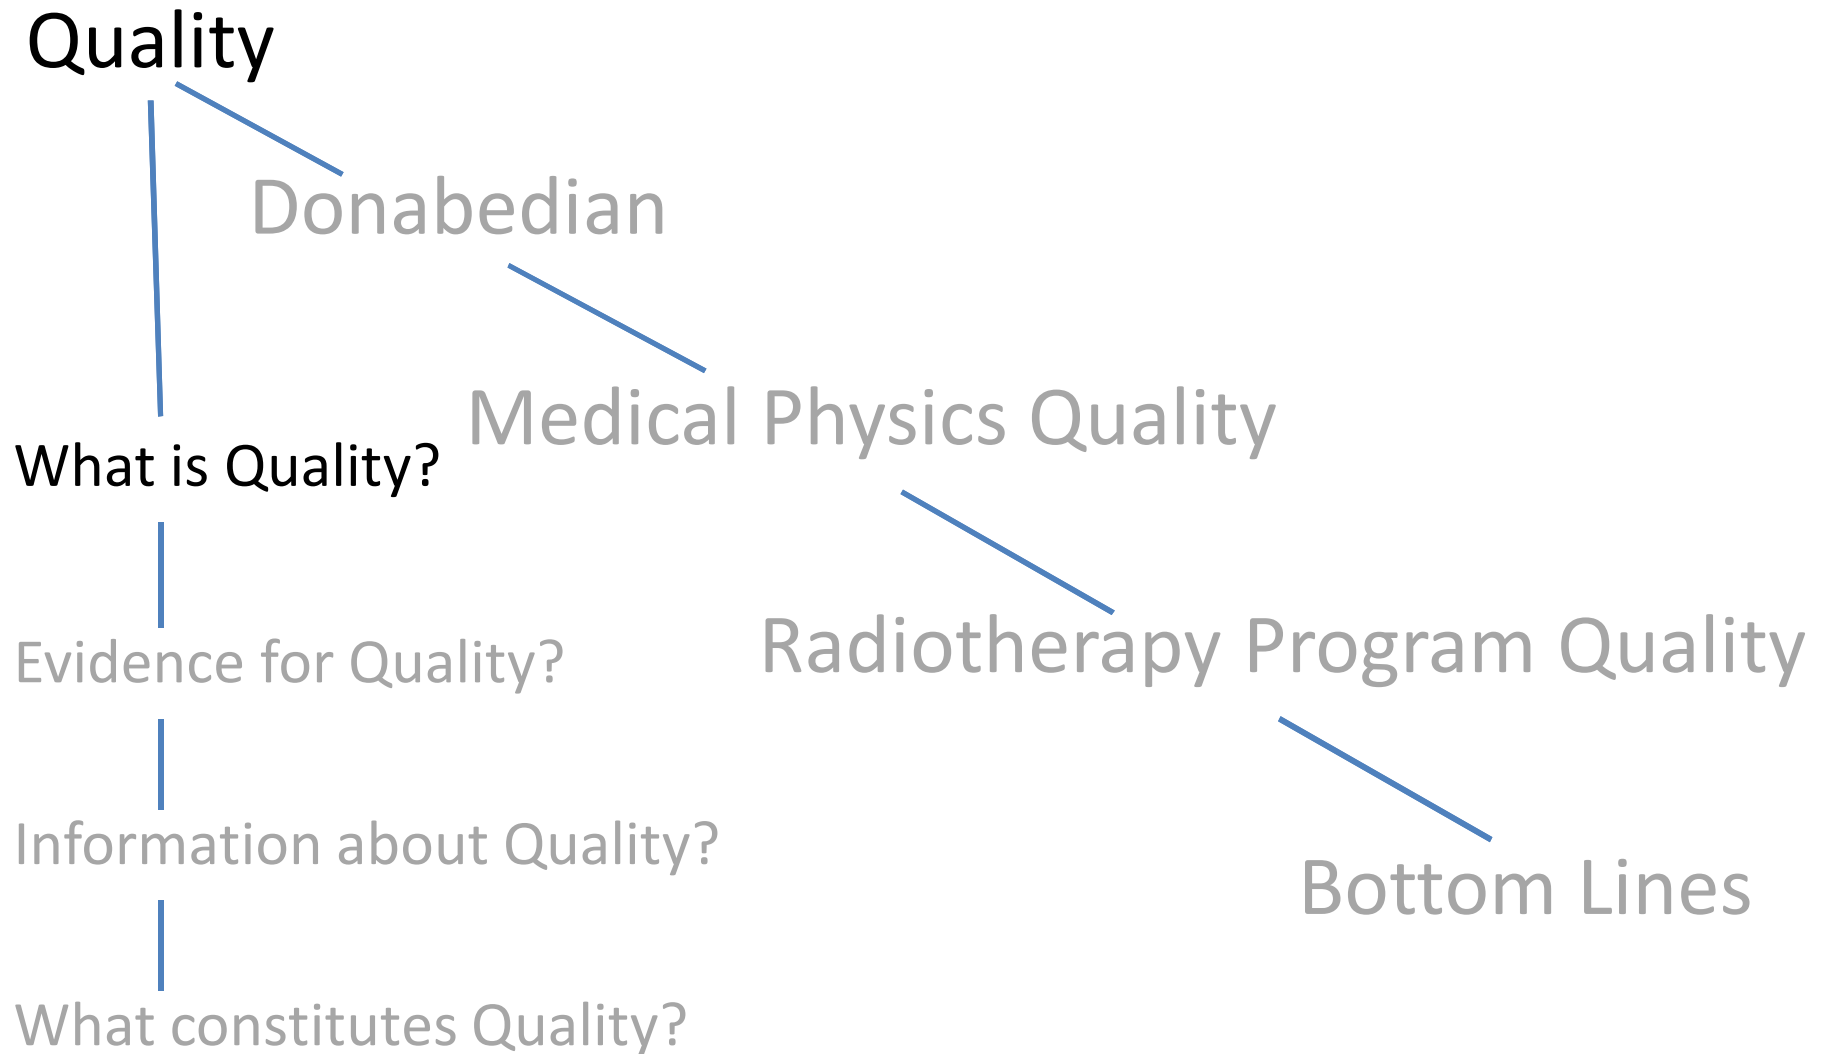 Quality
Donabedian
Medical Physics Quality
What is Quality?
Evidence for Quality?
Radiotherapy Program Quality
Information about Quality?
Bottom Lines
What constitutes Quality?